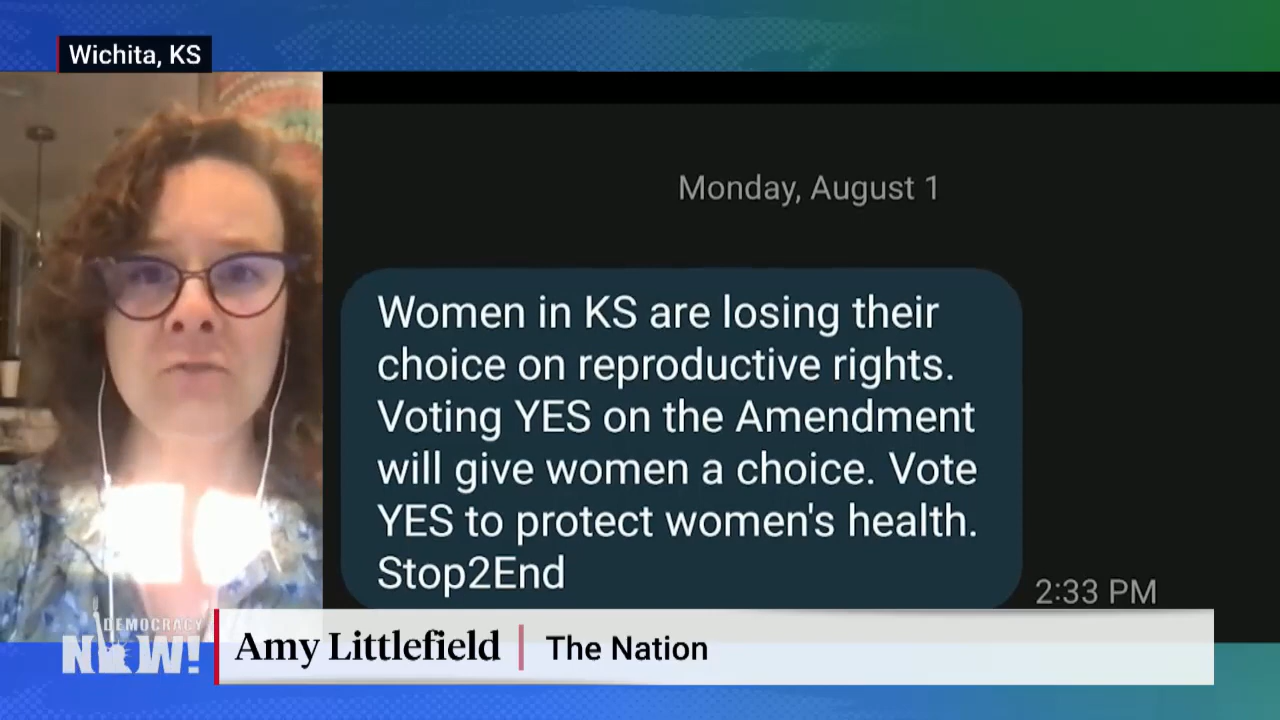 Wichita, KS
Monday, August 1
Women in KS are losing their
choice on reproductive rights.
Voting YES on the Amendment
will give women a choice. Vote
YES to protect women's health.
Stop2End
2:33 PM
DEMOCRACY
NOW!
Amy Littlefield | The Nation